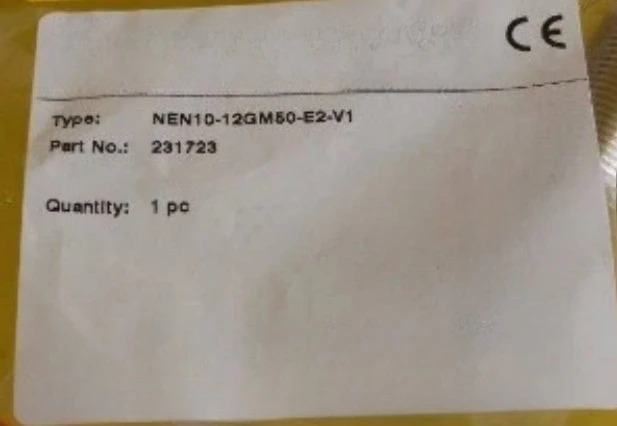 CE
Type: NEN10-12GM50-E2-V1
Part No.: 231723
Quantity: 1 pc